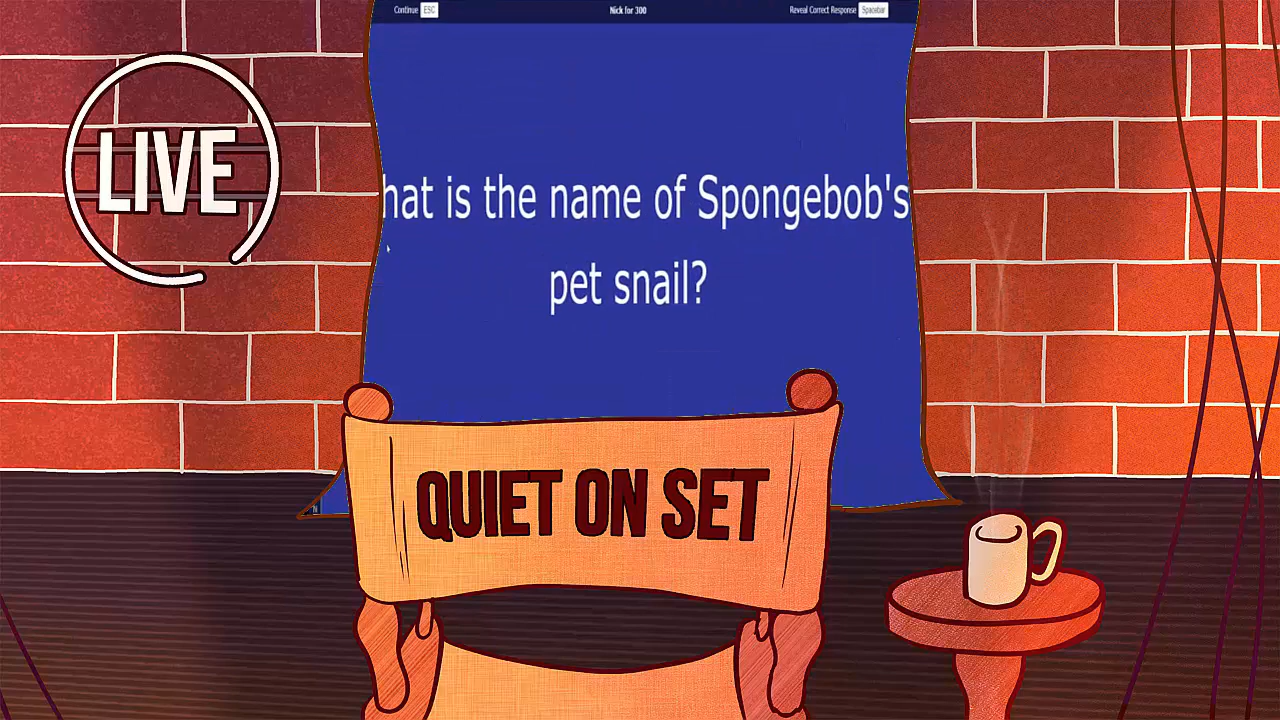 Continue ESC Nick for 300 Reveal Correct Response Spacebar
LIVE
hat is the name of Spongebob's
pet snail?
QUIET ON SET